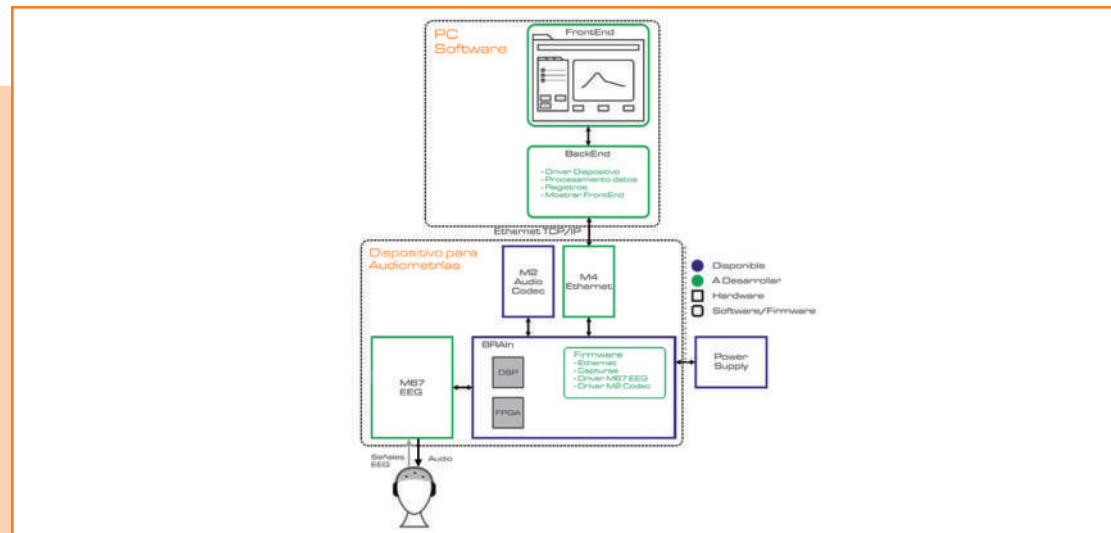 PC
Software
FrontEnd
BackEnd
- Driver Dispositivo
- Procesamiento datos
- Registros
- Mostrar FrontEnd
Ethernet TCP/IP
Dispositivo para
Audiometrías
M2
Audio
Codec
M4
Ethernet
Disponible
A Desarrollar
Hardware
Software/Firmware
BRAIn
DSP
FPGA
Firmware
- Ethernet
- Capturas
- Driver M67 EEG
- Driver M2 Codec
M67
EEG
Power
Supply
Señales
EEG
Audio